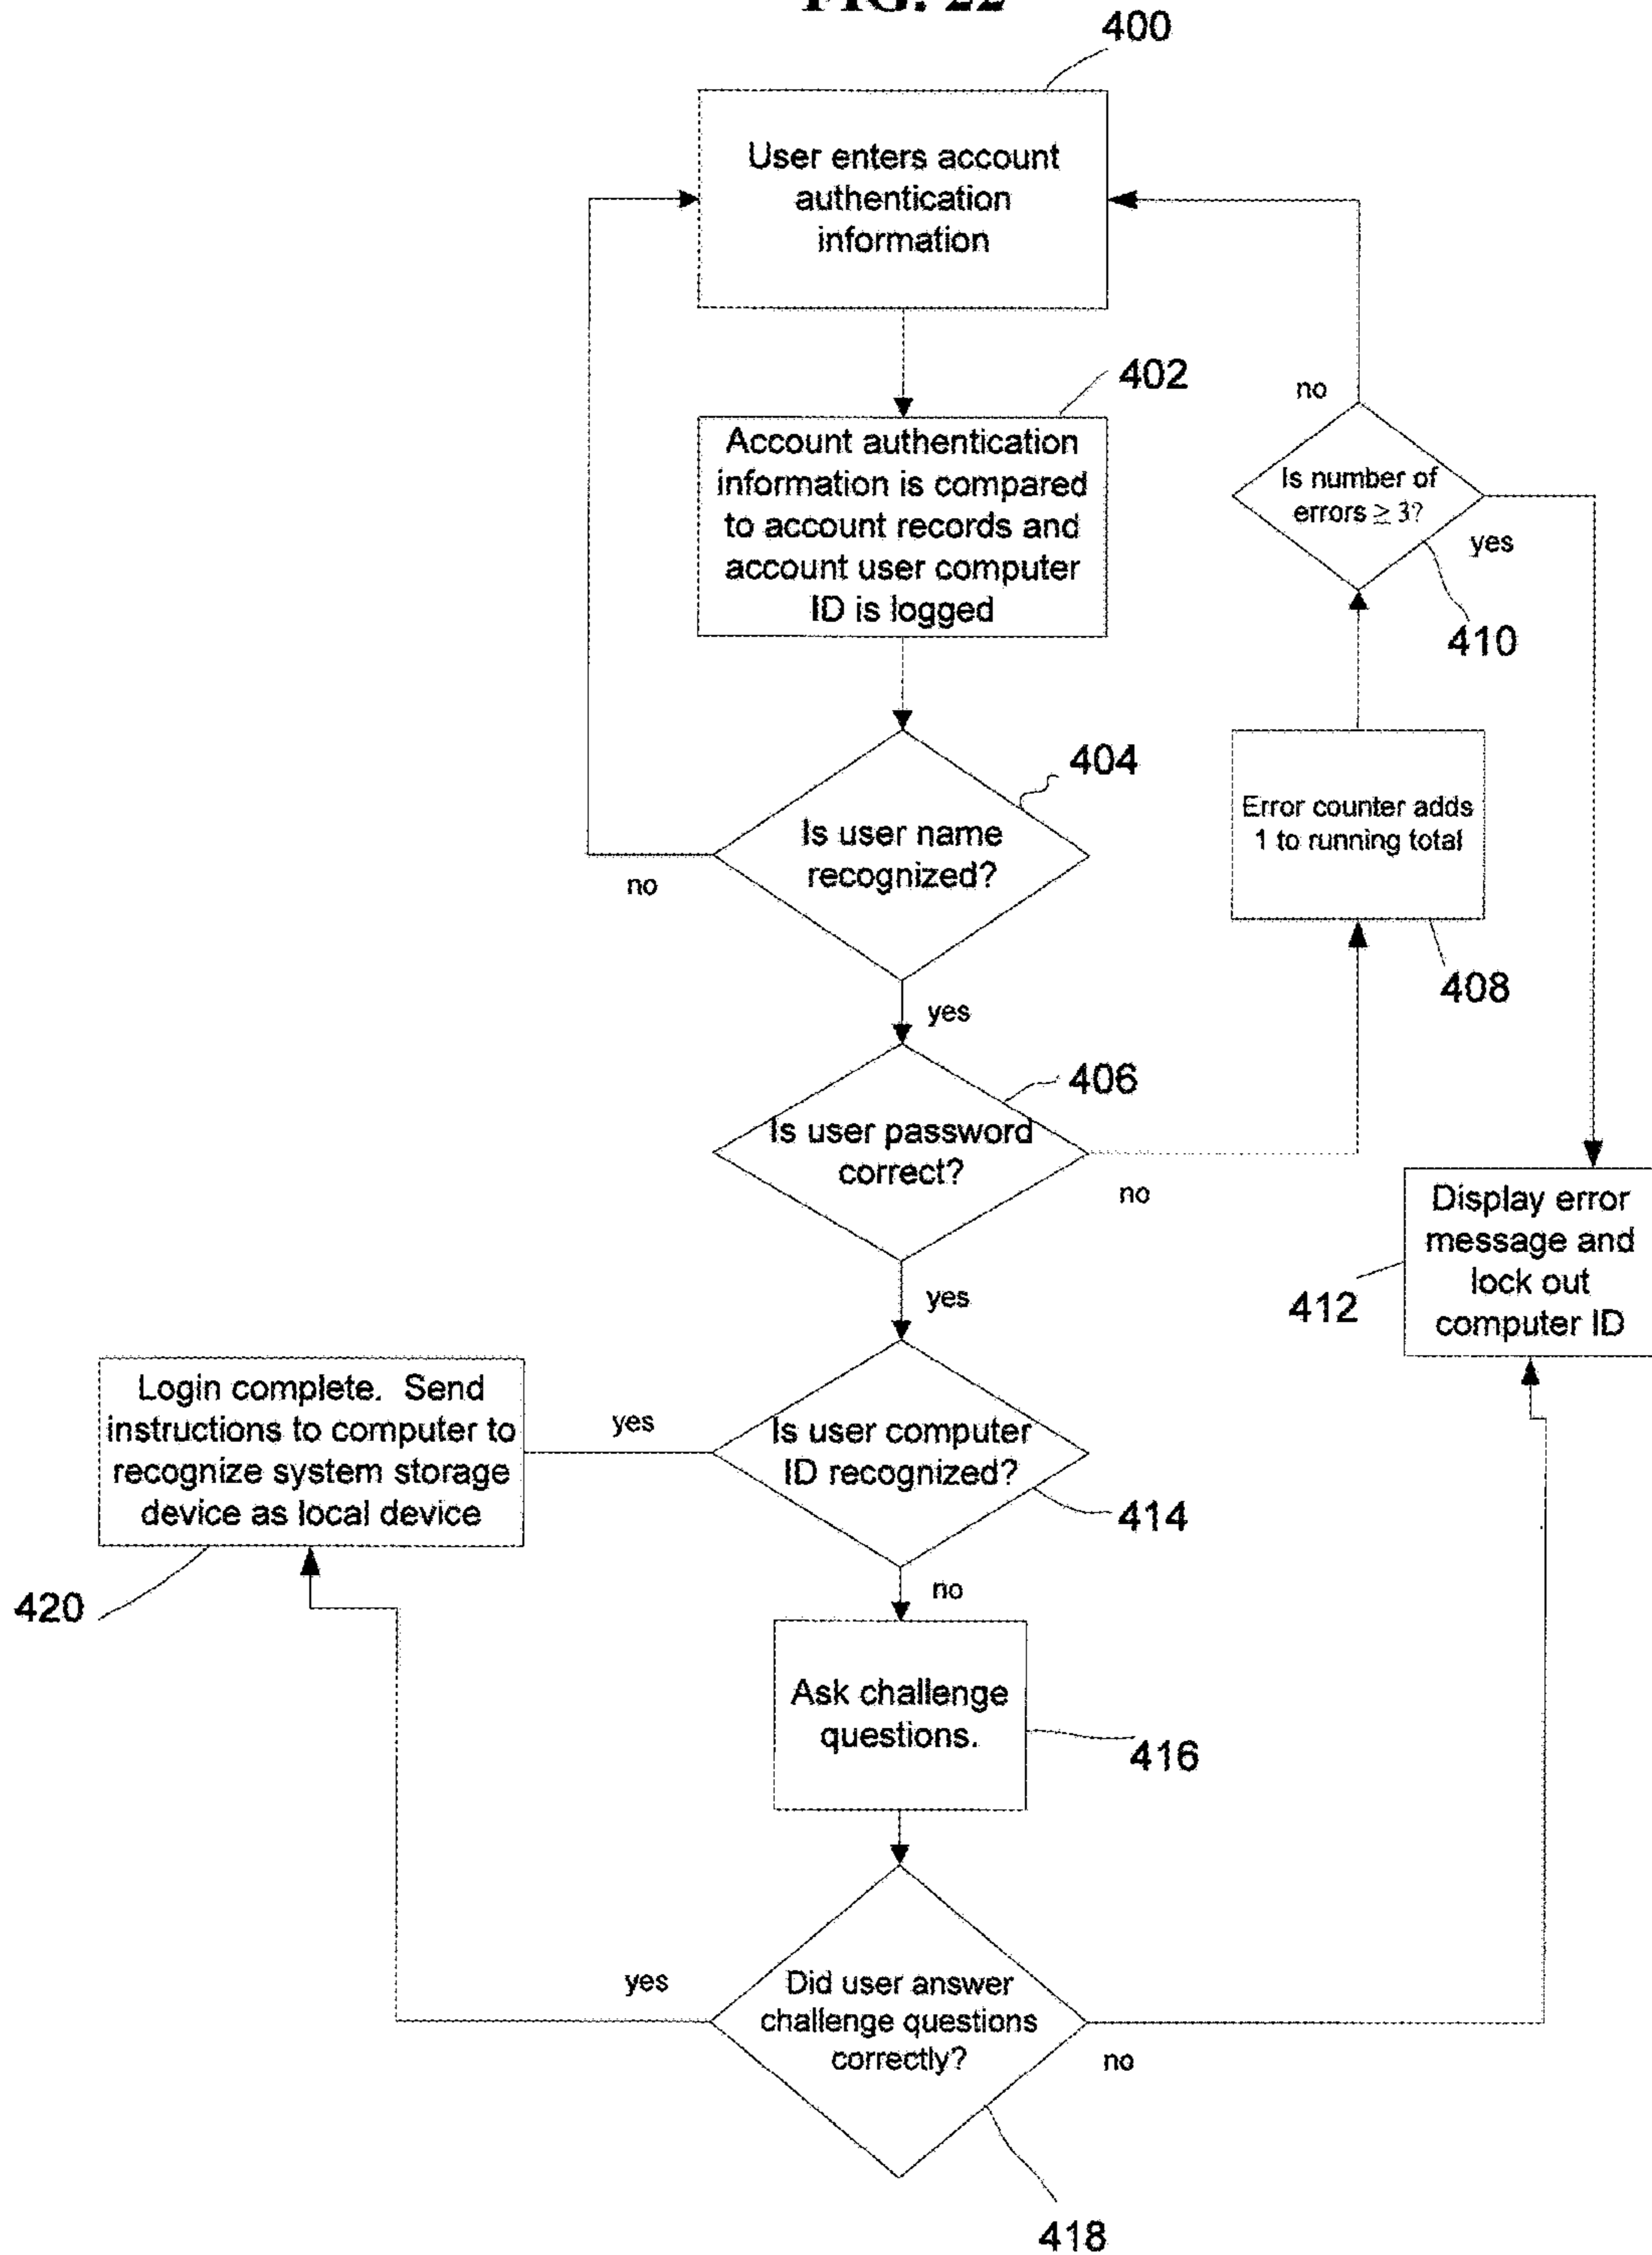 FIG. 22
400
User enters account
authentication
information
402
Account authentication
information is compared
to account records and
account user computer
ID is logged
no
Is number of
errors ≥ 3?
yes
410
404
Is user name
recognized?
no
Error counter adds
1 to running total
408
yes
406
Is user password
correct?
no
Display error
message and
lock out
computer ID
412
yes
Login complete. Send
instructions to computer to
recognize system storage
device as local device
yes
Is user computer
ID recognized?
414
420
no
Ask challenge
questions.
416
yes
Did user answer
challenge questions
correctly?
no
418